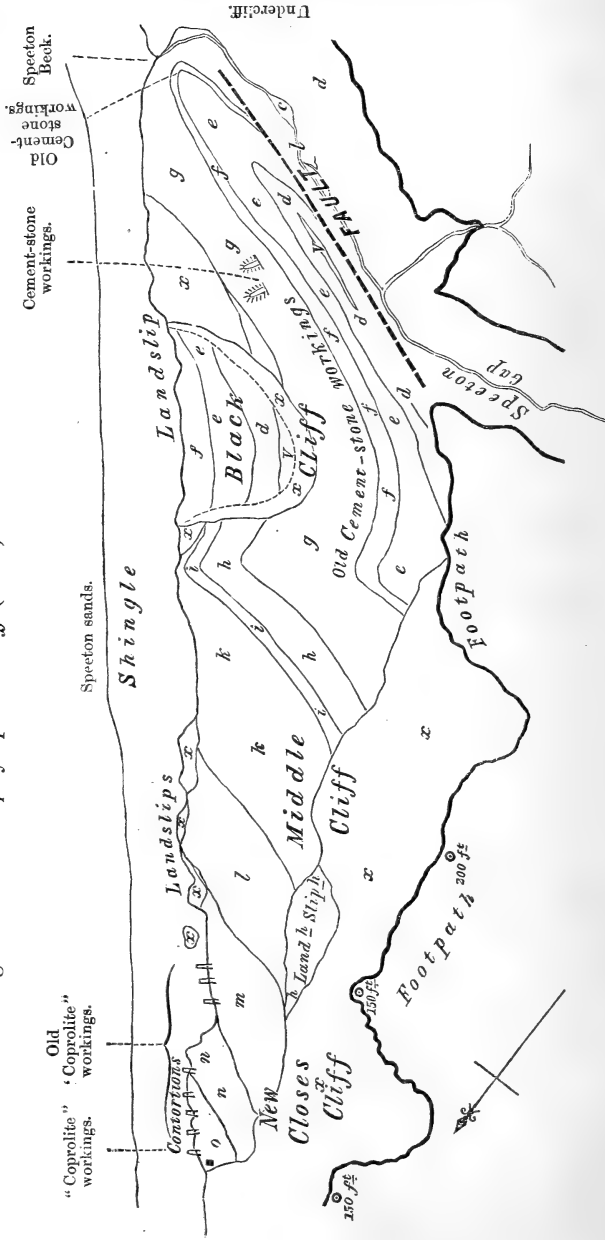 Undercliff.
Speeton
Beck.
Old
Cement-
stone
workings.
Cement-stone
workings.
Speeton sands.
Old
"Coprolite"
workings.
"Coprolite"
workings.
Shingle
Landslip
Landslips
Contortions
Black
Cliff
Middle
Cliff
Old Cement-stone workings
FAULT
Speeton
Gap
Footpath
Footpath
Land Slip
New
Closes
Cliff
200 ft
150 ft
150 ft
c
d
l
e
f
e
d
g
g
V
e
f
d
x
e
f
e
d
V
x
x
x
i
h
g
f
e
d
f
e
k
i
h
i
k
x
l
x
x
x
x
h
h
h
m
n
n
o
x